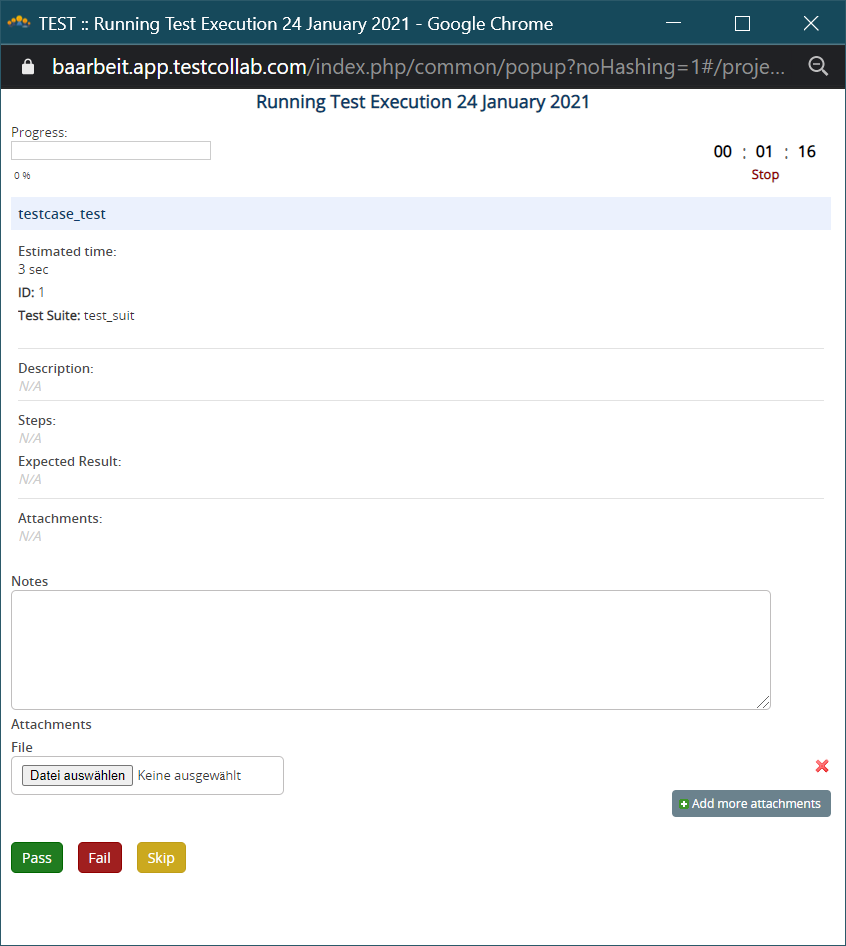 TEST :: Running Test Execution 24 January 2021 - Google Chrome
baarbeit.app.testcollab.com/index.php/common/popup?noHashing=1#/proje...
Running Test Execution 24 January 2021
Progress:
0 %
00 : 01 : 16
Stop
testcase_test
Estimated time:
3 sec
ID: 1
Test Suite: test_suit
Description:
N/A
Steps:
N/A
Expected Result:
N/A
Attachments:
N/A
Notes
Attachments
File
Datei auswählen Keine ausgewählt
Add more attachments
Pass Fail Skip